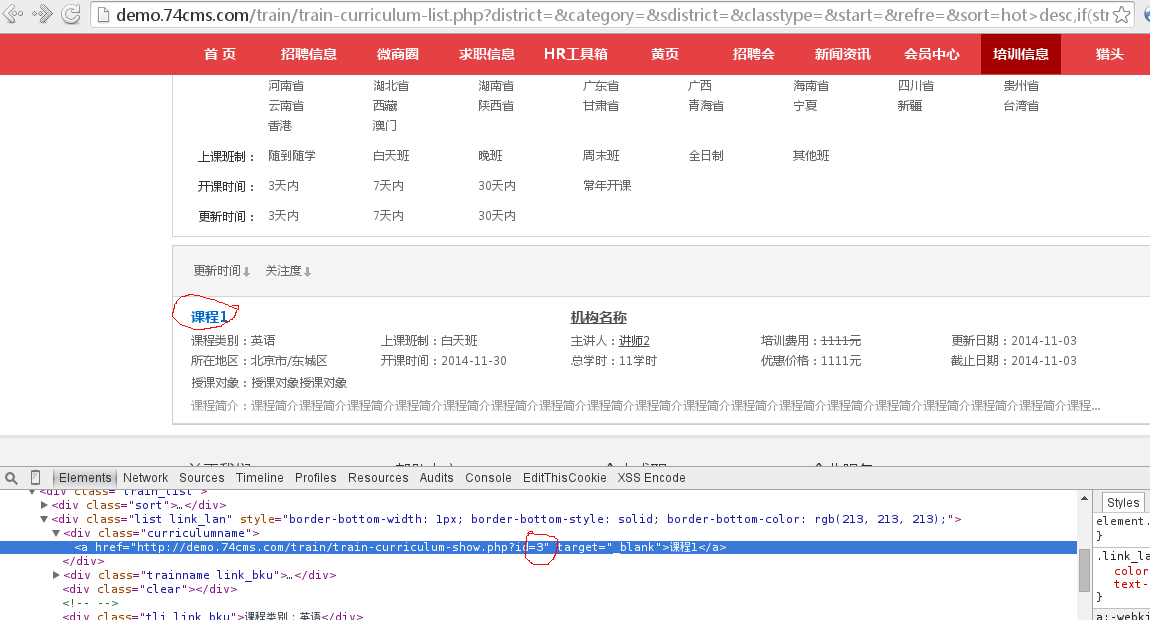 demo.74cms.com/train/train-curriculum-list.php?district=&category=&sdistrict=&classtype=&start=&refre=&sort=hot>desc,if(str
首 页 招聘信息 微商圈 求职信息 HR工具箱 黄页 招聘会 新闻资讯 会员中心 培训信息 猎头
河南省 湖北省 湖南省 广东省 广西 海南省 四川省 贵州省
云南省 西藏 陕西省 甘肃省 青海省 宁夏 新疆 台湾省
香港 澳门
上课班制： 随到随学 白天班 晚班 周末班 全日制 其他班
开课时间： 3天内 7天内 30天内 常年开课
更新时间： 3天内 7天内 30天内
更新时间↓ 关注度↓
课程1 机构名称
课程类别：英语 上课班制：白天班 主讲人：讲师2 培训费用：1111元 更新日期：2014-11-03
所在地区：北京市/东城区 开课时间：2014-11-30 总学时：11学时 优惠价格：1111元 截止日期：2014-11-03
授课对象：授课对象授课对象
课程简介：课程简介课程简介课程简介课程简介课程简介课程简介课程简介课程简介课程简介课程简介课程简介课程简介课程简介课程简介课程简介课程简介课程简介课程...
Elements Network Sources Timeline Profiles Resources Audits Console EditThisCookie XSS Encode
<div class="train_list">
<div class="sort">…</div>
<div class="list link_lan" style="border-bottom-width: 1px; border-bottom-style: solid; border-bottom-color: rgb(213, 213, 213);">
<div class="curriculumname">
<a href="http://demo.74cms.com/train/train-curriculum-show.php?id=3" target="_blank">课程1</a>
</div>
<div class="trainname link_bku">…</div>
<div class="clear"></div>
<!-- -->
<div class="tli link_bku">课程类别：英语</div>
Styles
element.
}
.link_la
color
text-
}
a:-webki